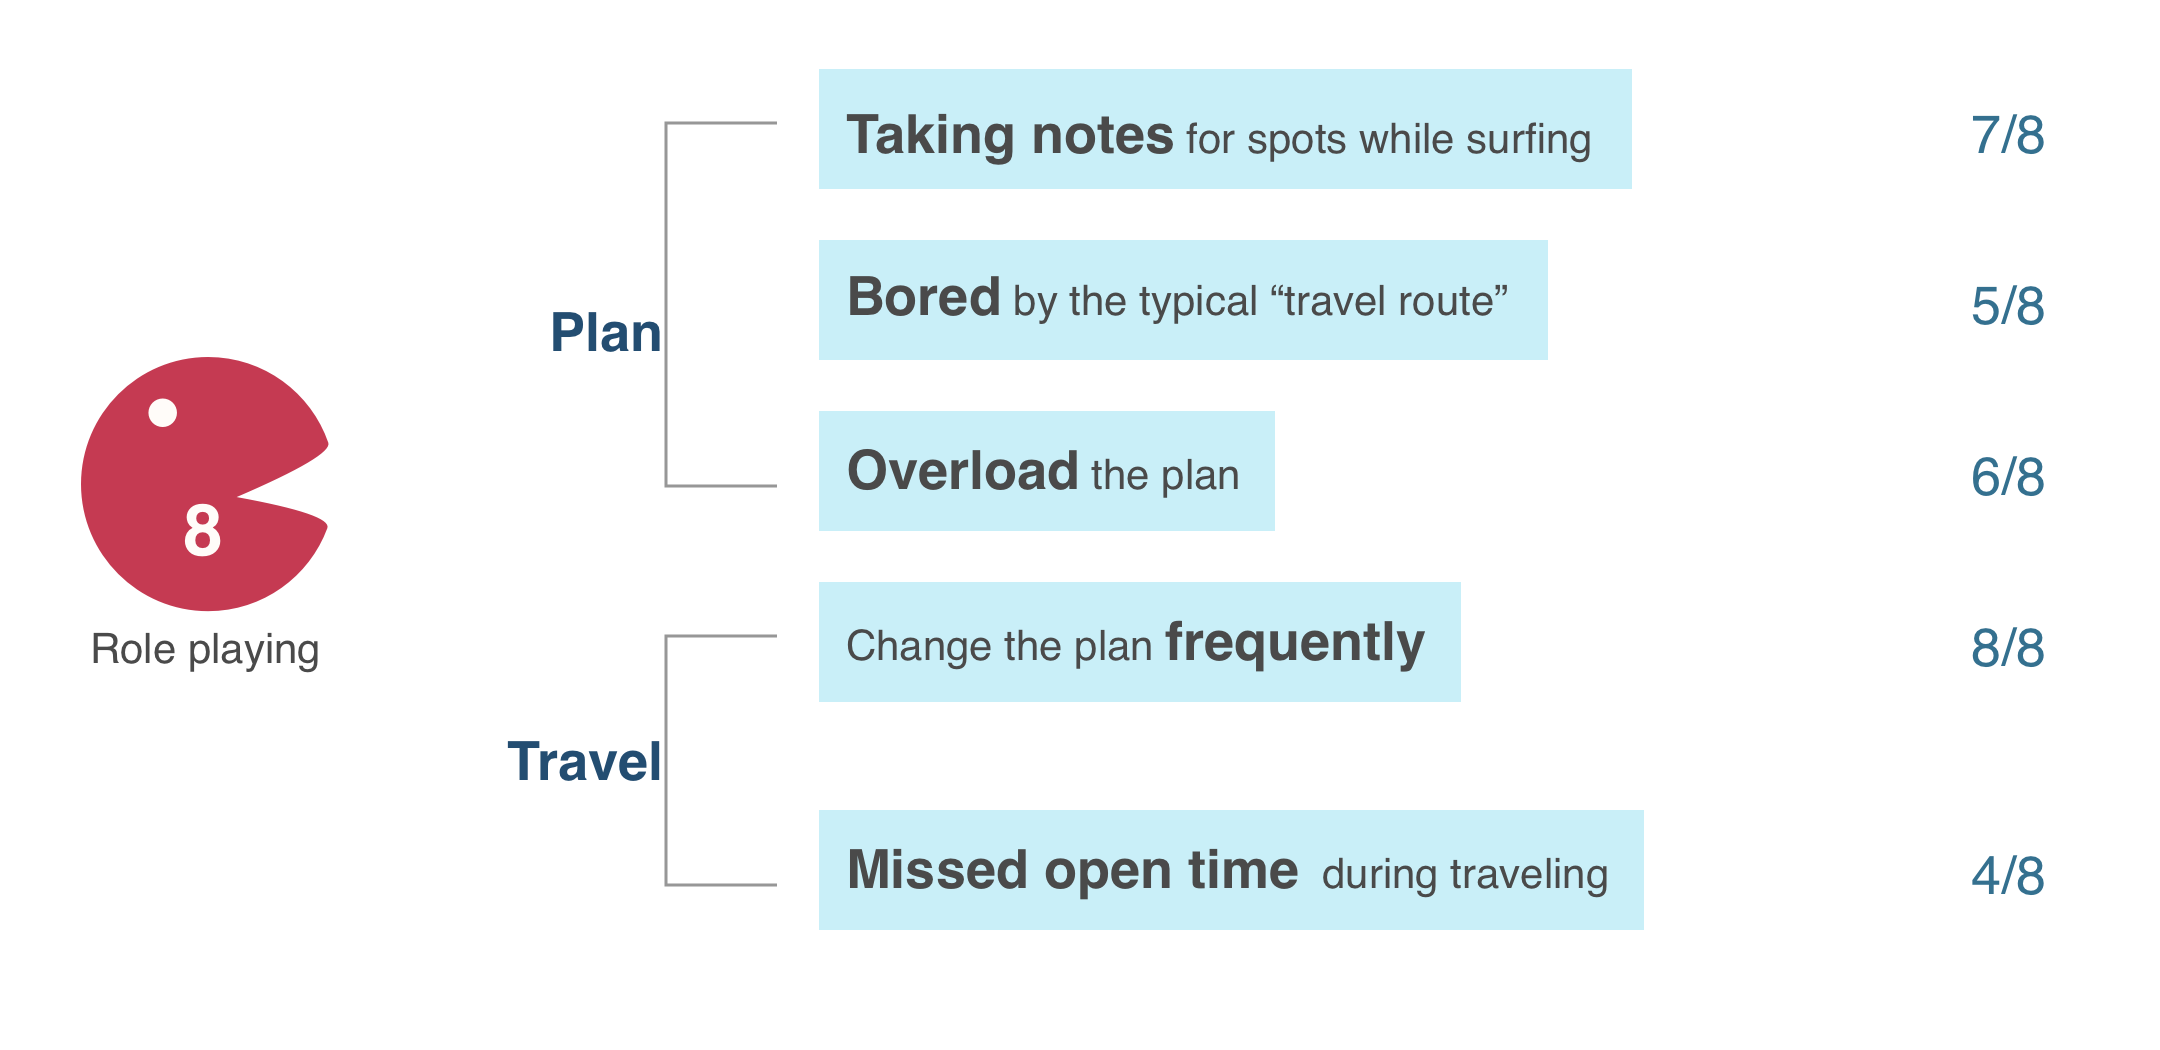 Taking notes for spots while surfing 7/8
Bored by the typical “travel route” 5/8
Plan
Overload the plan 6/8
8
Role playing
Change the plan frequently 8/8
Travel
Missed open time during traveling 4/8